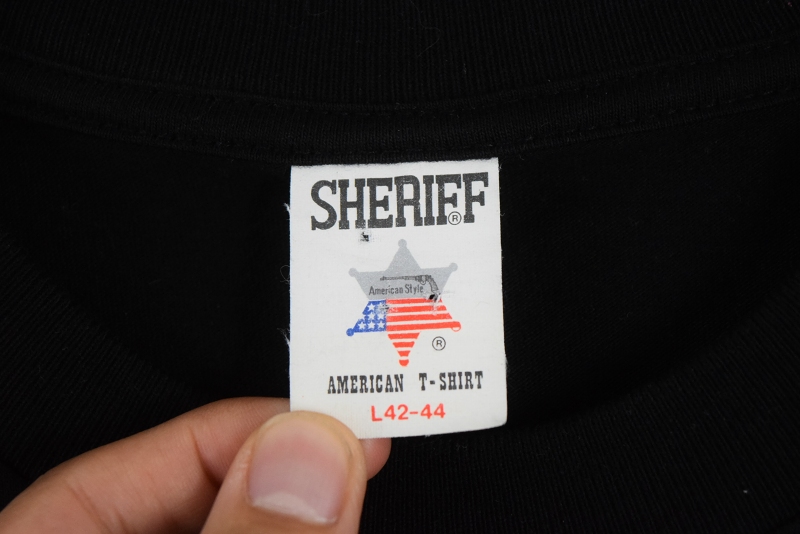 SHERIFF®
American Style
®
AMERICAN T-SHIRT
L42-44